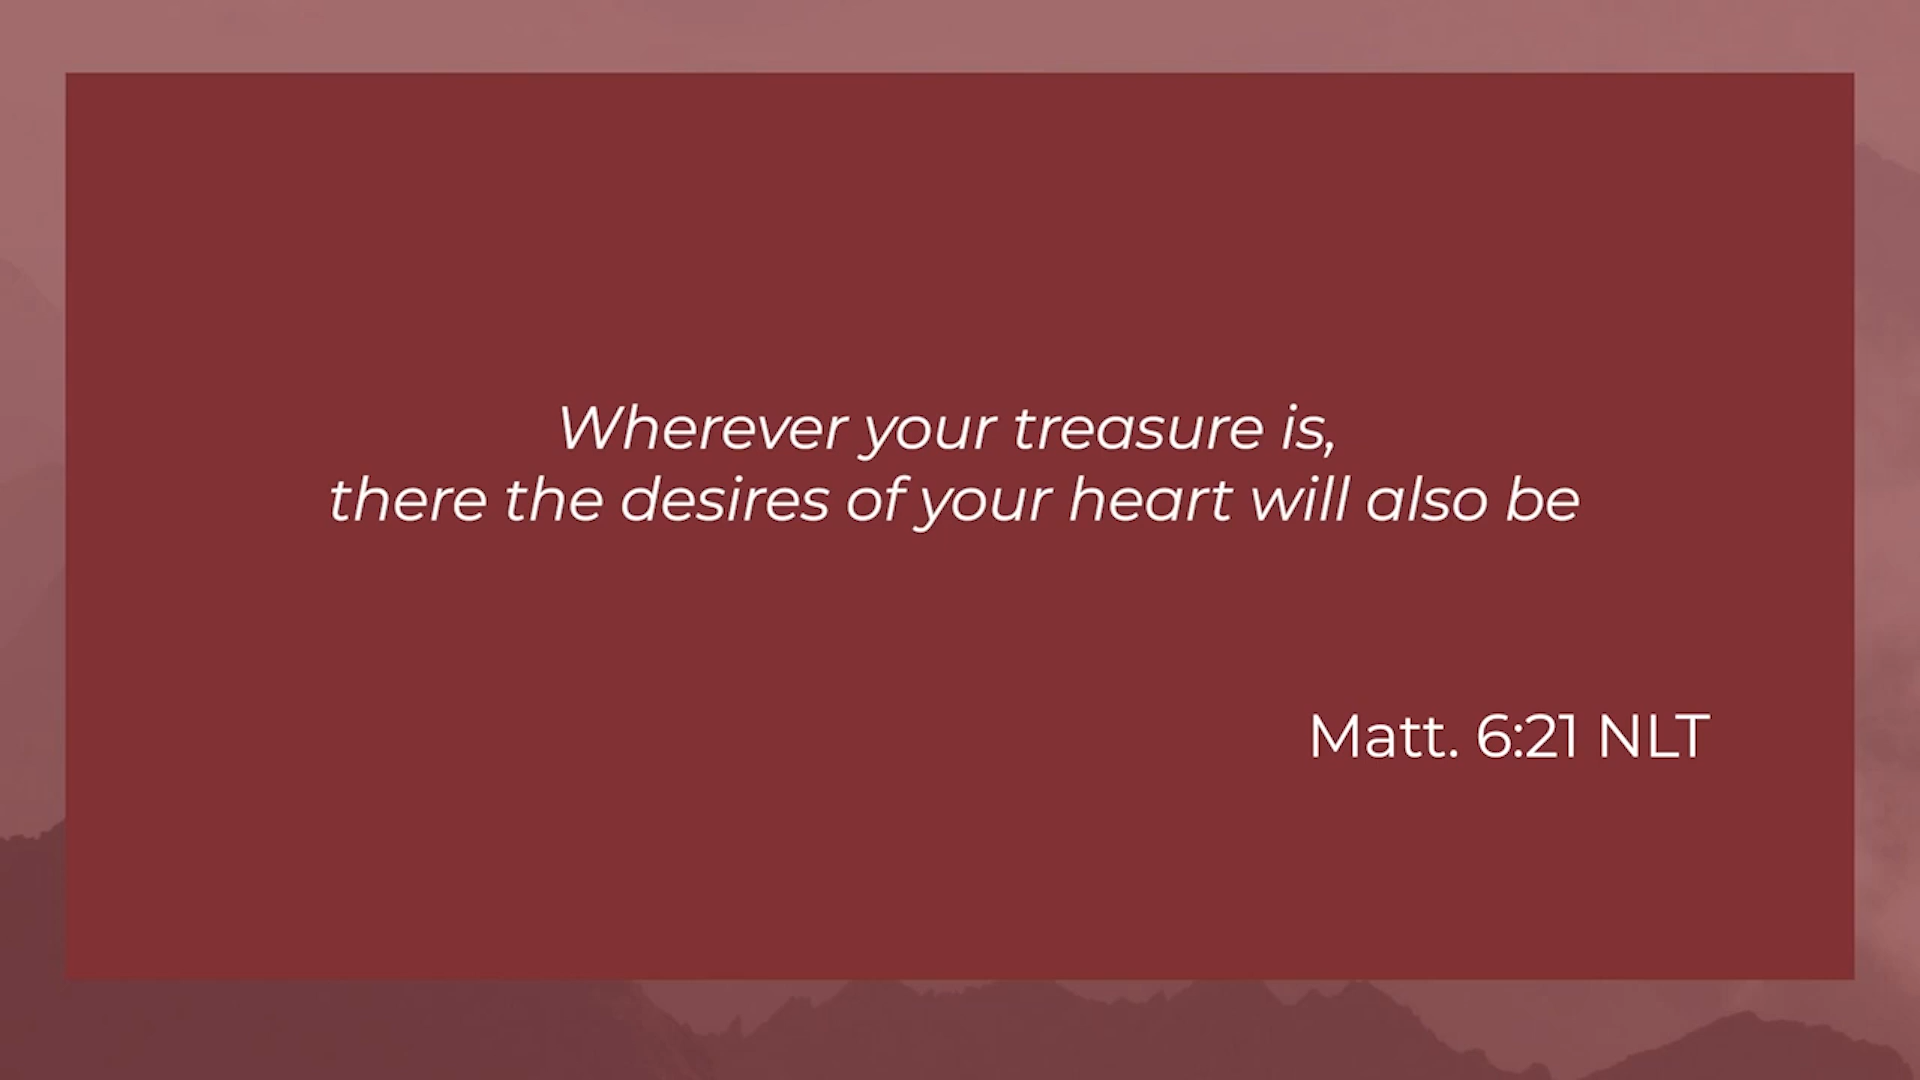 Wherever your treasure is,
there the desires of your heart will also be
Matt. 6:21 NLT